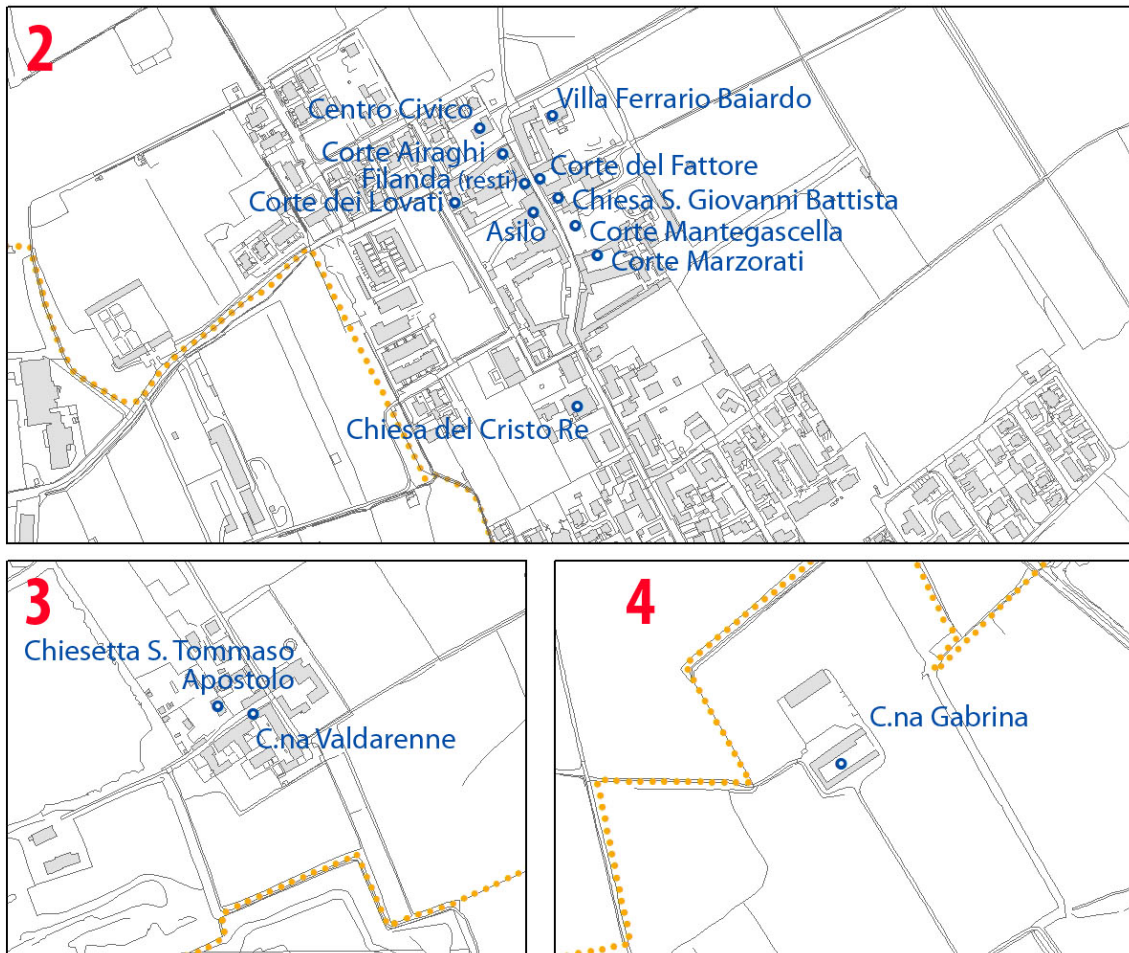 2
Villa Ferrario Baiardo
Centro Civico
Corte Airaghi
Corte del Fattore
Filanda (resti)
Corte dei Lovati
Chiesa S. Giovanni Battista
Asilo
Corte Mantegascella
Corte Marzorati
Chiesa del Cristo Re
3
Chiesetta S. Tommaso
Apostolo
C.na Valdarenne
4
C.na Gabrina